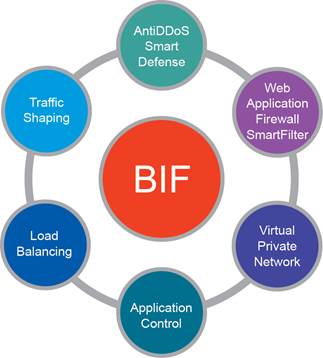 AntiDDoS
Smart
Defense
Web
Application
Firewall
SmartFilter
Virtual
Private
Network
Application
Control
Load
Balancing
Traffic
Shaping
BIF